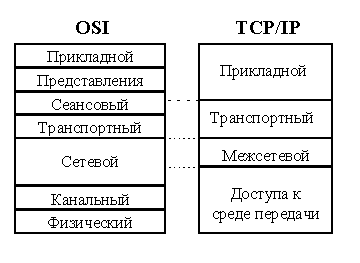 OSI
Прикладной
Представления
Сеансовый
Транспортный
Сетевой
Канальный
Физический
TCP/IP
Прикладной
Транспортный
Межсетевой
Доступа к
среде передачи